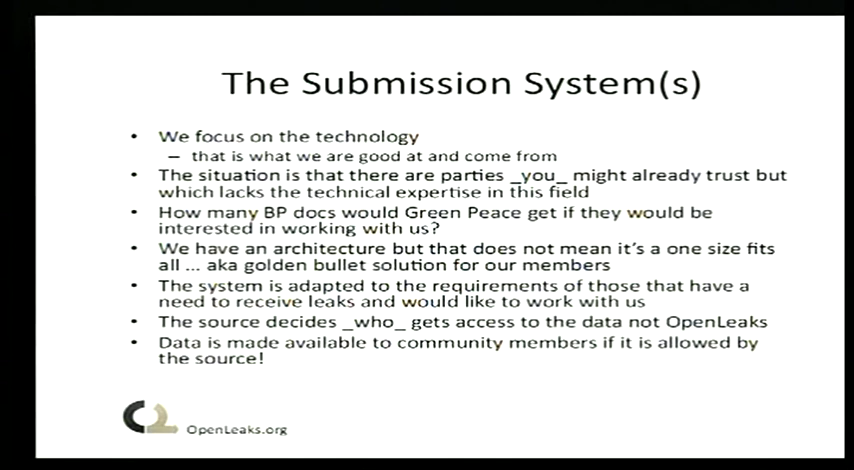 The Submission System(s)
• We focus on the technology
– that is what we are good at and come from
• The situation is that there are parties _you_ might already trust but
which lacks the technical expertise in this field
• How many BP docs would Green Peace get if they would be
interested in working with us?
• We have an architecture but that does not mean it's a one size fits
all ... aka golden bullet solution for our members
• The system is adapted to the requirements of those that have a
need to receive leaks and would like to work with us
• The source decides _who_ gets access to the data not OpenLeaks
• Data is made available to community members if it is allowed by
the source!
OpenLeaks.org